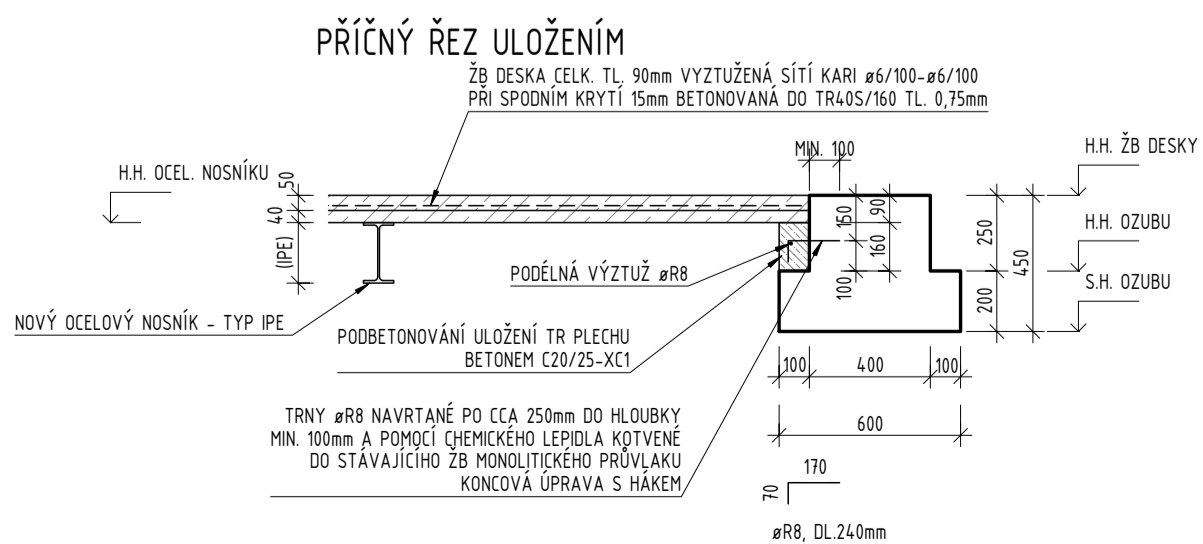 PŘÍČNÝ ŘEZ ULOŽENÍM
ŽB DESKA CELK. TL. 90mm VYZTUŽENÁ SÍTÍ KARI ø6/100-ø6/100
PŘI SPODNÍM KRYTÍ 15mm BETONOVANÁ DO TR40S/160 TL. 0,75mm
H.H. OCEL. NOSNÍKU
50
40
(IPE)
MIN. 100
150
90
160
100
250
200
450
H.H. ŽB DESKY
H.H. OZUBU
S.H. OZUBU
PODÉLNÁ VÝZTUŽ øR8
NOVÝ OCELOVÝ NOSNÍK - TYP IPE
PODBETONOVÁNÍ ULOŽENÍ TR PLECHU
BETONEM C20/25-XC1
100
400
100
600
TRNY øR8 NAVRTANÉ PO CCA 250mm DO HLOUBKY
MIN. 100mm A POMOCÍ CHEMICKÉHO LEPIDLA KOTVENÉ
DO STÁVAJÍCÍHO ŽB MONOLITICKÉHO PRŮVLAKU
KONCOVÁ ÚPRAVA S HÁKEM
170
70
øR8, DL.240mm